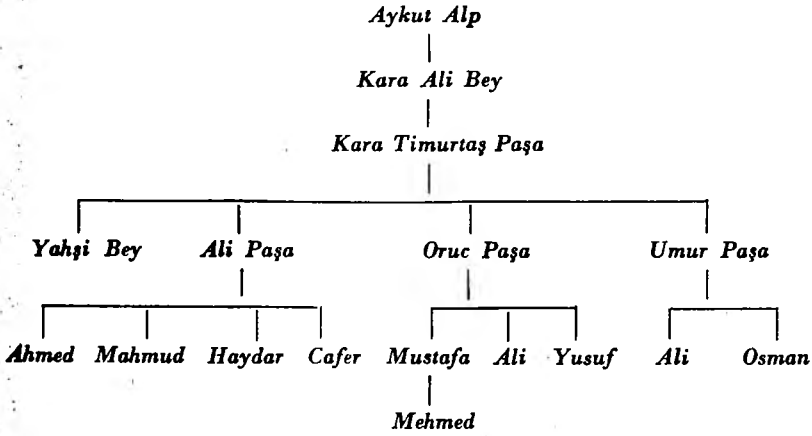 Aykut Alp
Kara Ali Bey
Kara Timurtaş Paşa
Yahşi Bey Ali Paşa Oruc Paşa Umur Paşa
Ahmed Mahmud Haydar Cafer Mustafa Ali Yusuf Ali Osman
Mehmed